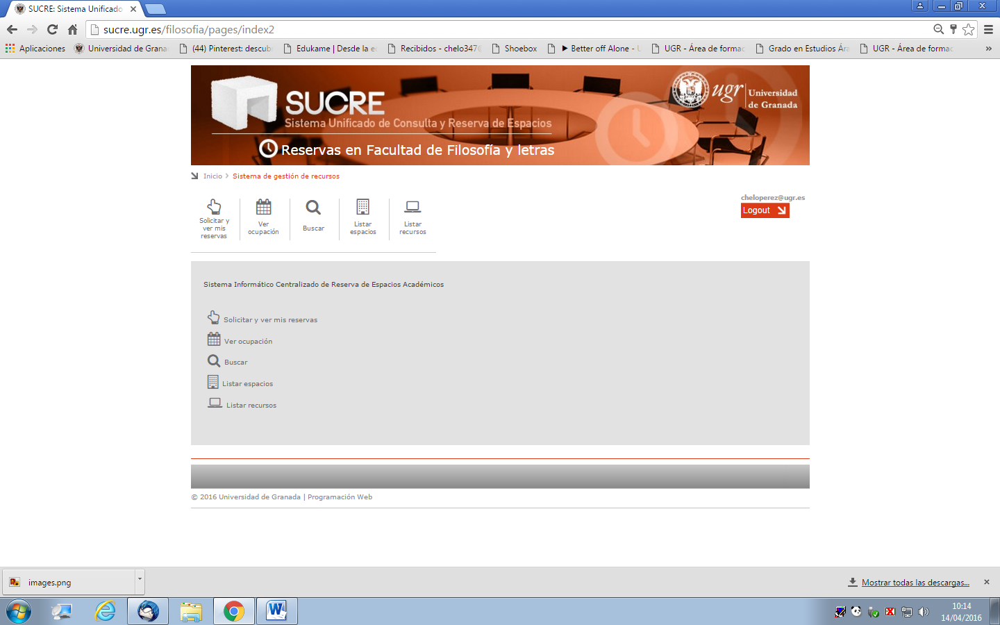 SUCRE: Sistema Unificado
sucre.ugr.es/filosofia/pages/index2
Aplicaciones
Universidad de Grana
(44) Pinterest: descub
Edukame | Desde la e
Recibidos - chelo347
Shoebox
▶ Better off Alone -
UGR - Área de formac
Grado en Estudios Ára
UGR - Área de formac
»
SUCRE
Sistema Unificado de Consulta y Reserva de Espacios
Reservas en Facultad de Filosofía y letras
ugr
Universidad
de Granada
Inicio > Sistema de gestión de recursos
cheloperez@ugr.es
Logout
Solicitar y
ver mis
reservas
Ver
ocupación
Buscar
Listar
espacios
Listar
recursos
Sistema Informático Centralizado de Reserva de Espacios Académicos
Solicitar y ver mis reservas
Ver ocupación
Buscar
Listar espacios
Listar recursos
© 2016 Universidad de Granada | Programación Web
images.png
Mostrar todas las descargas...
10:14
14/04/2016